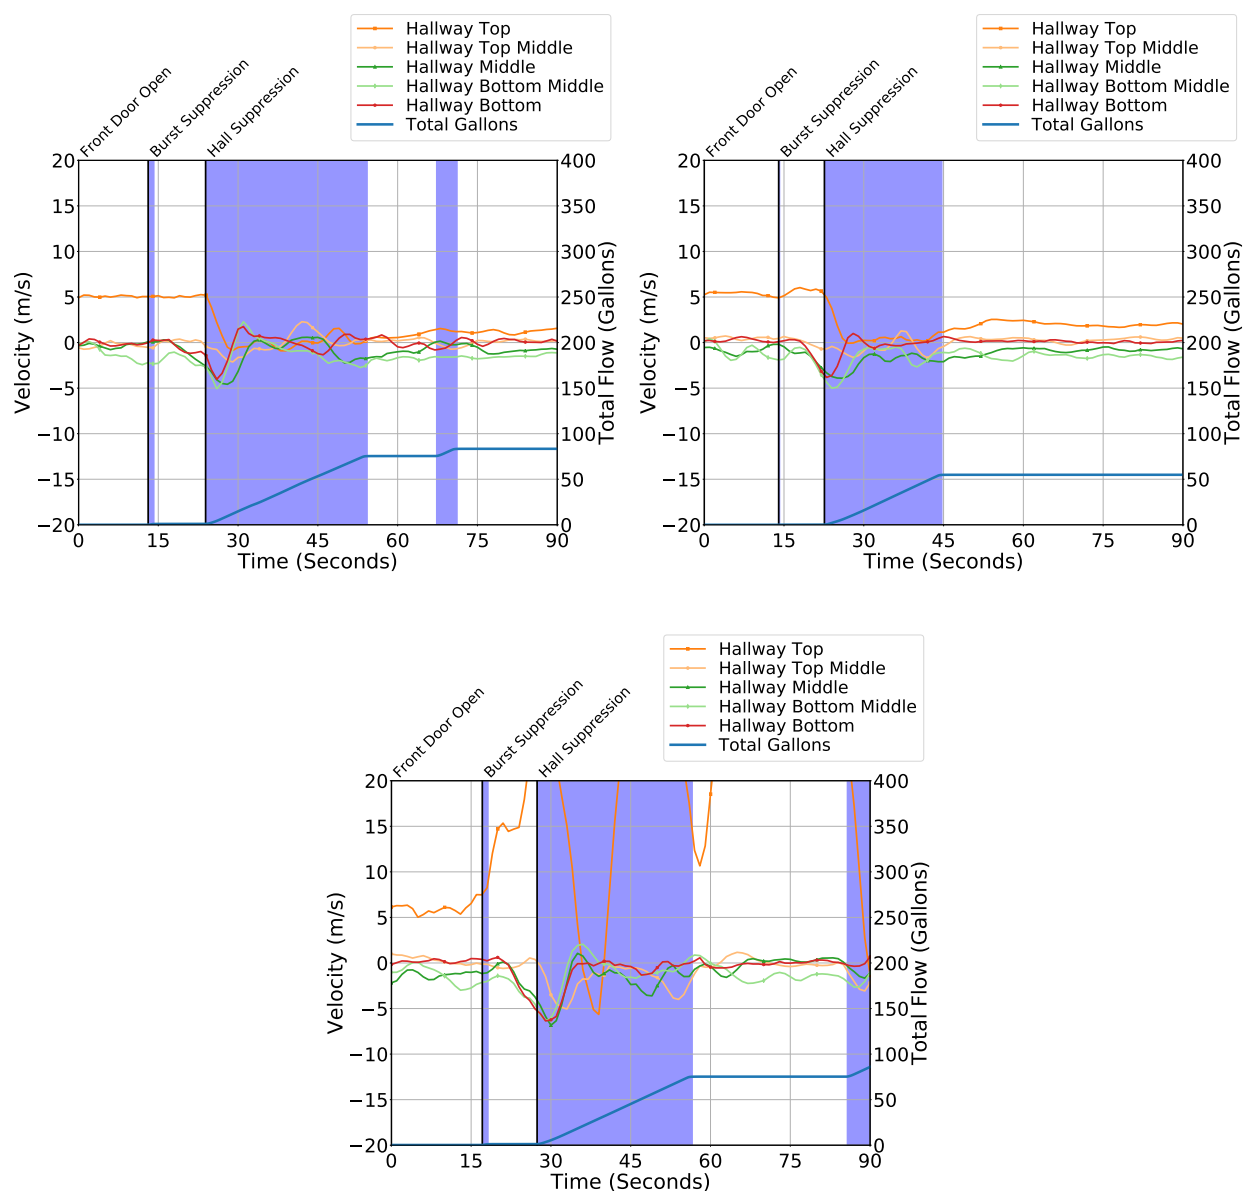 Hallway Top
Hallway Top Middle
Hallway Middle
Hallway Bottom Middle
Hallway Bottom
Total Gallons
Front Door Open
Burst Suppression
Hall Suppression
20
15
10
5
0
−5
−10
−15
−20
Velocity (m/s)
400
350
300
250
200
150
100
50
0
Total Flow (Gallons)
0 15 30 45 60 75 90
Time (Seconds)
Hallway Top
Hallway Top Middle
Hallway Middle
Hallway Bottom Middle
Hallway Bottom
Total Gallons
Front Door Open
Burst Suppression
Hall Suppression
20
15
10
5
0
−5
−10
−15
−20
Velocity (m/s)
400
350
300
250
200
150
100
50
0
Total Flow (Gallons)
0 15 30 45 60 75 90
Time (Seconds)
Hallway Top
Hallway Top Middle
Hallway Middle
Hallway Bottom Middle
Hallway Bottom
Total Gallons
Front Door Open
Burst Suppression
Hall Suppression
20
15
10
5
0
−5
−10
−15
−20
Velocity (m/s)
400
350
300
250
200
150
100
50
0
Total Flow (Gallons)
0 15 30 45 60 75 90
Time (Seconds)